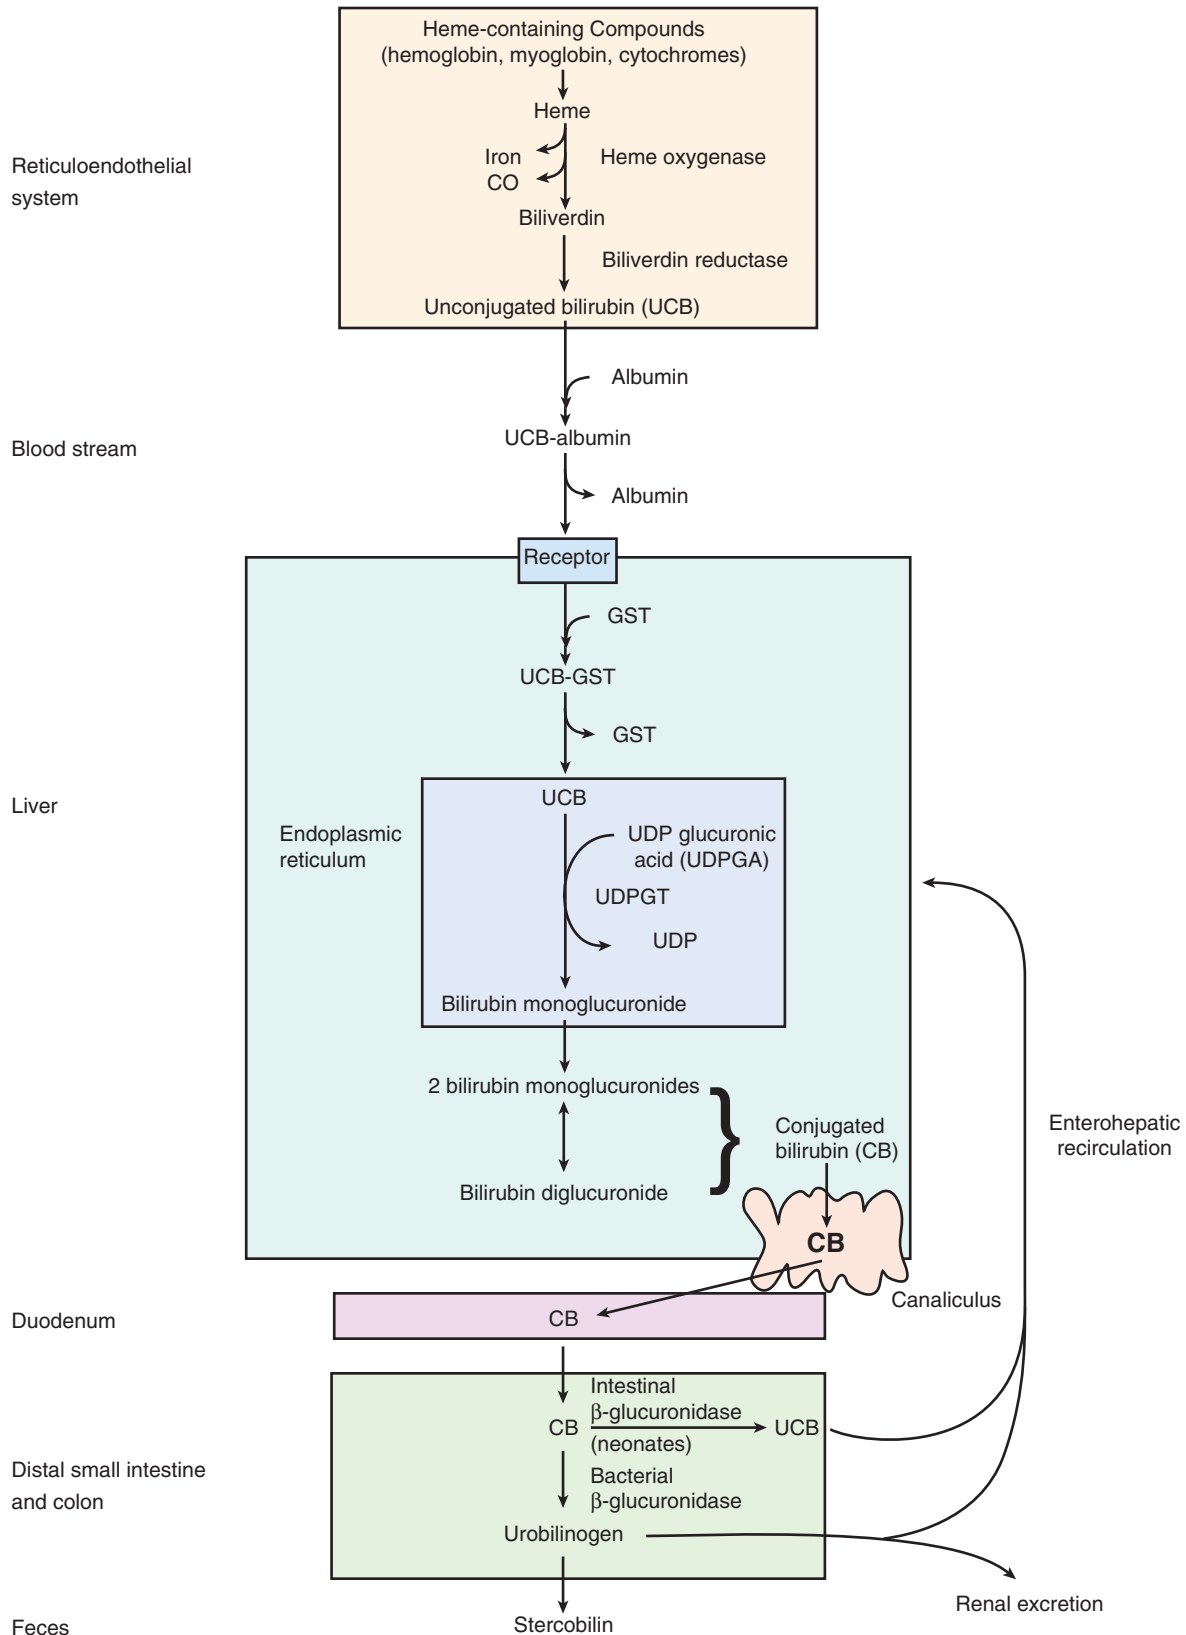 Heme-containing Compounds
(hemoglobin, myoglobin, cytochromes)
Heme
Iron
CO
Heme oxygenase
Reticuloendothelial
system
Biliverdin
Biliverdin reductase
Unconjugated bilirubin (UCB)
Albumin
UCB-albumin
Blood stream
Albumin
Receptor
GST
UCB-GST
GST
Liver
UCB
Endoplasmic
reticulum
UDP glucuronic
acid (UDPGA)
UDPGT
UDP
Bilirubin monoglucuronide
2 bilirubin monoglucuronides
}
Conjugated
bilirubin (CB)
Enterohepatic
recirculation
Bilirubin diglucuronide
CB
Canaliculus
Duodenum
CB
Intestinal
β-glucuronidase
CB
UCB
(neonates)
Distal small intestine
and colon
Bacterial
β-glucuronidase
Urobilinogen
Renal excretion
Feces
Stercobilin